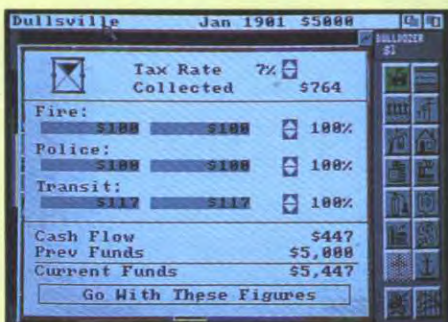 Dullsville Jan 1901 $5000
BULLDOZER
$1
Tax Rate 7%
Collected $764
Fire:
$100 $100 100%
Police:
$100 $100 100%
Transit:
$117 $117 100%
Cash Flow $447
Prev Funds $5,000
Current Funds $5,447
Go With These Figures